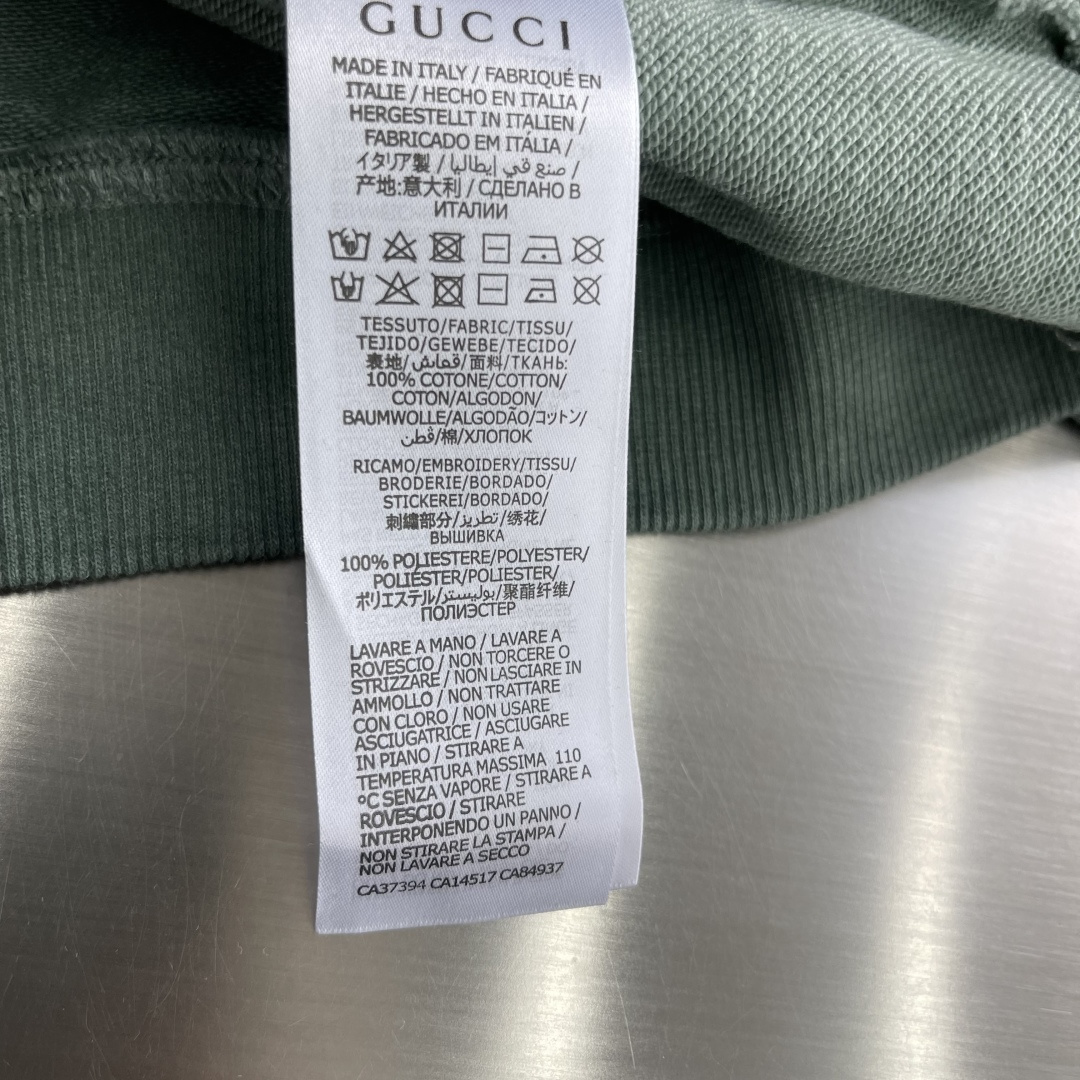 GUCCI
MADE IN ITALY / FABRIQUÉ EN
ITALIE / HECHO EN ITALIA /
HERGESTELLT IN ITALIEN /
FABRICADO EM ITÁLIA /
イタリア製 / صنع في إيطاليا /
产地:意大利 / СДЕЛАНО В
ИТАЛИИ
TESSUTO/FABRIC/TISSU/
TEJIDO/GEWEBE/TECIDO/
表地/قماش/面料/ТКАНЬ:
100% COTONE/COTTON/
COTON/ALGODON/
BAUMWOLLE/ALGODÃO/コットン/
قطن/棉/ХЛОПОК
RICAMO/EMBROIDERY/TISSU/
BRODERIE/BORDADO/
STICKEREI/BORDADO/
刺繍部分/تطريز/绣花/
ВЫШИВКА
100% POLIESTERE/POLYESTER/
POLIÉSTER/POLIESTER/
ポリエステル/بوليستر/聚酯纤维/
ПОЛИЭСТЕР
LAVARE A MANO / LAVARE A
ROVESCIO / NON TORCERE O
STRIZZARE / NON LASCIARE IN
AMMOLLO / NON TRATTARE
CON CLORO / NON USARE
ASCIUGATRICE / ASCIUGARE
IN PIANO / STIRARE A
TEMPERATURA MASSIMA 110
°C SENZA VAPORE / STIRARE A
ROVESCIO / STIRARE
INTERPONENDO UN PANNO /
NON STIRARE LA STAMPA /
NON LAVARE A SECCO
CA37394 CA14517 CA84937